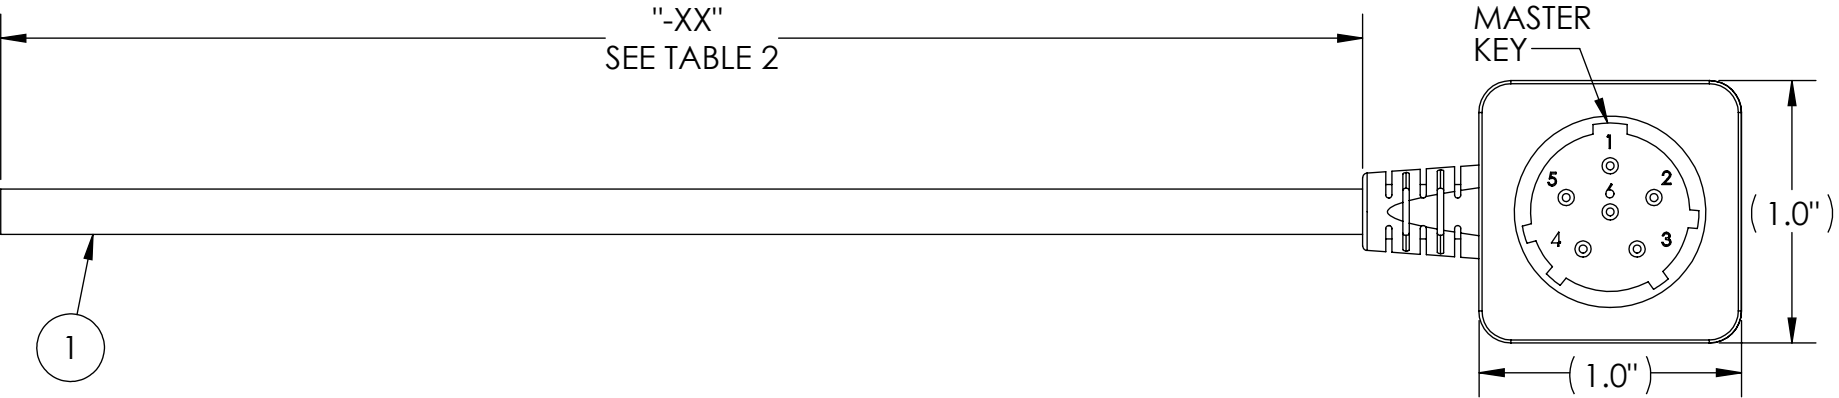 "-XX"
SEE TABLE 2
MASTER
KEY
1
5
6
2
4
3
(1.0")
1
(1.0")